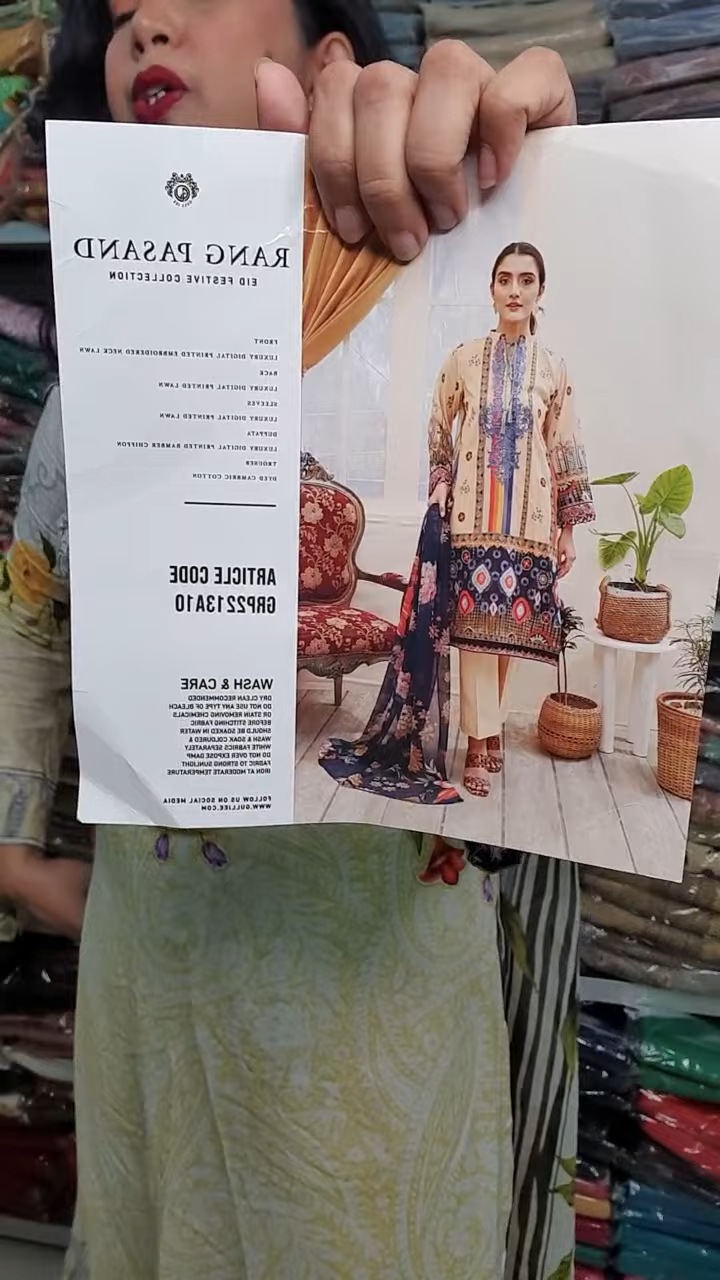 RANG PASAND
EID FESTIVE COLLECTION
FRONT
LUXURY DIGITAL PRINTED EMBROIDERED NECK LAWN
BACK
LUXURY DIGITAL PRINTED LAWN
SLEEVES
LUXURY DIGITAL PRINTED LAWN
DUPPATA
LUXURY DIGITAL PRINTED BAMBER CHIFFON
TROUSER
DYED CAMBRIC COTTON
ARTICLE CODE
GRP2213A10
WASH & CARE
DRY CLEAN RECOMMENDED
DO NOT USE ANY TYPE OF BLEACH
OR STAIN REMOVING CHEMICALS
BEFORE STITCHING FABRIC
SHOULD BE SOAKED IN WATER
WASH & SOAK COLOURED &
WHITE FABRICS SEPARATELY
DO NOT OVER EXPOSE DAMP
FABRIC TO STRONG SUNLIGHT
IRON AT MODERATE TEMPERATURE
FOLLOW US ON SOCIAL MEDIA
WWW.GULLJEE.COM